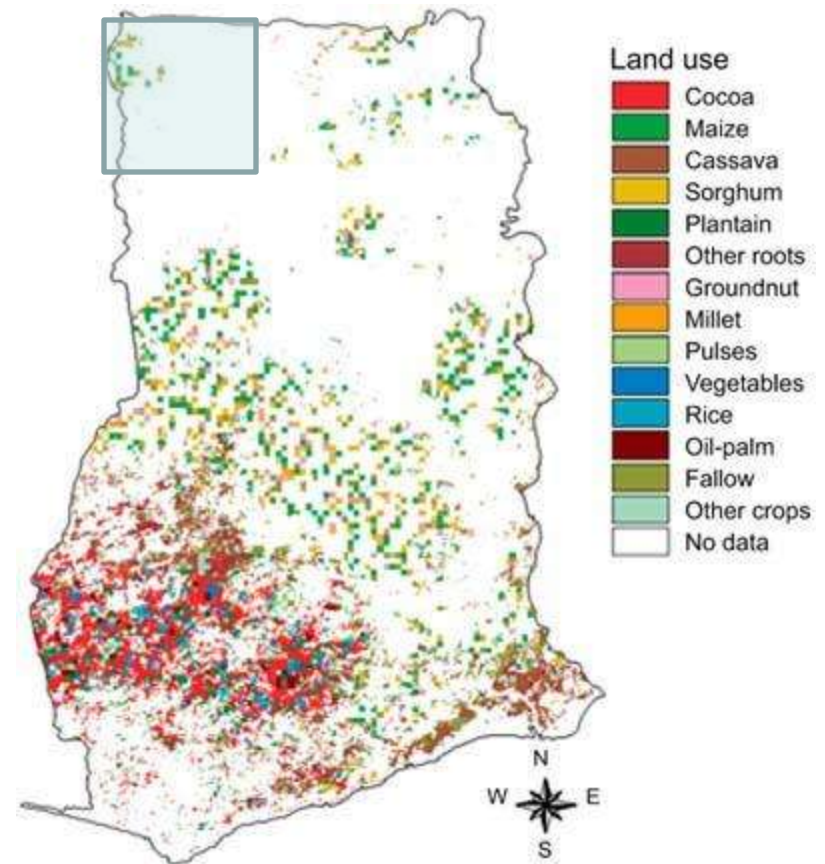 Land use
Cocoa
Maize
Cassava
Sorghum
Plantain
Other roots
Groundnut
Millet
Pulses
Vegetables
Rice
Oil-palm
Fallow
Other crops
No data
N
W E
S